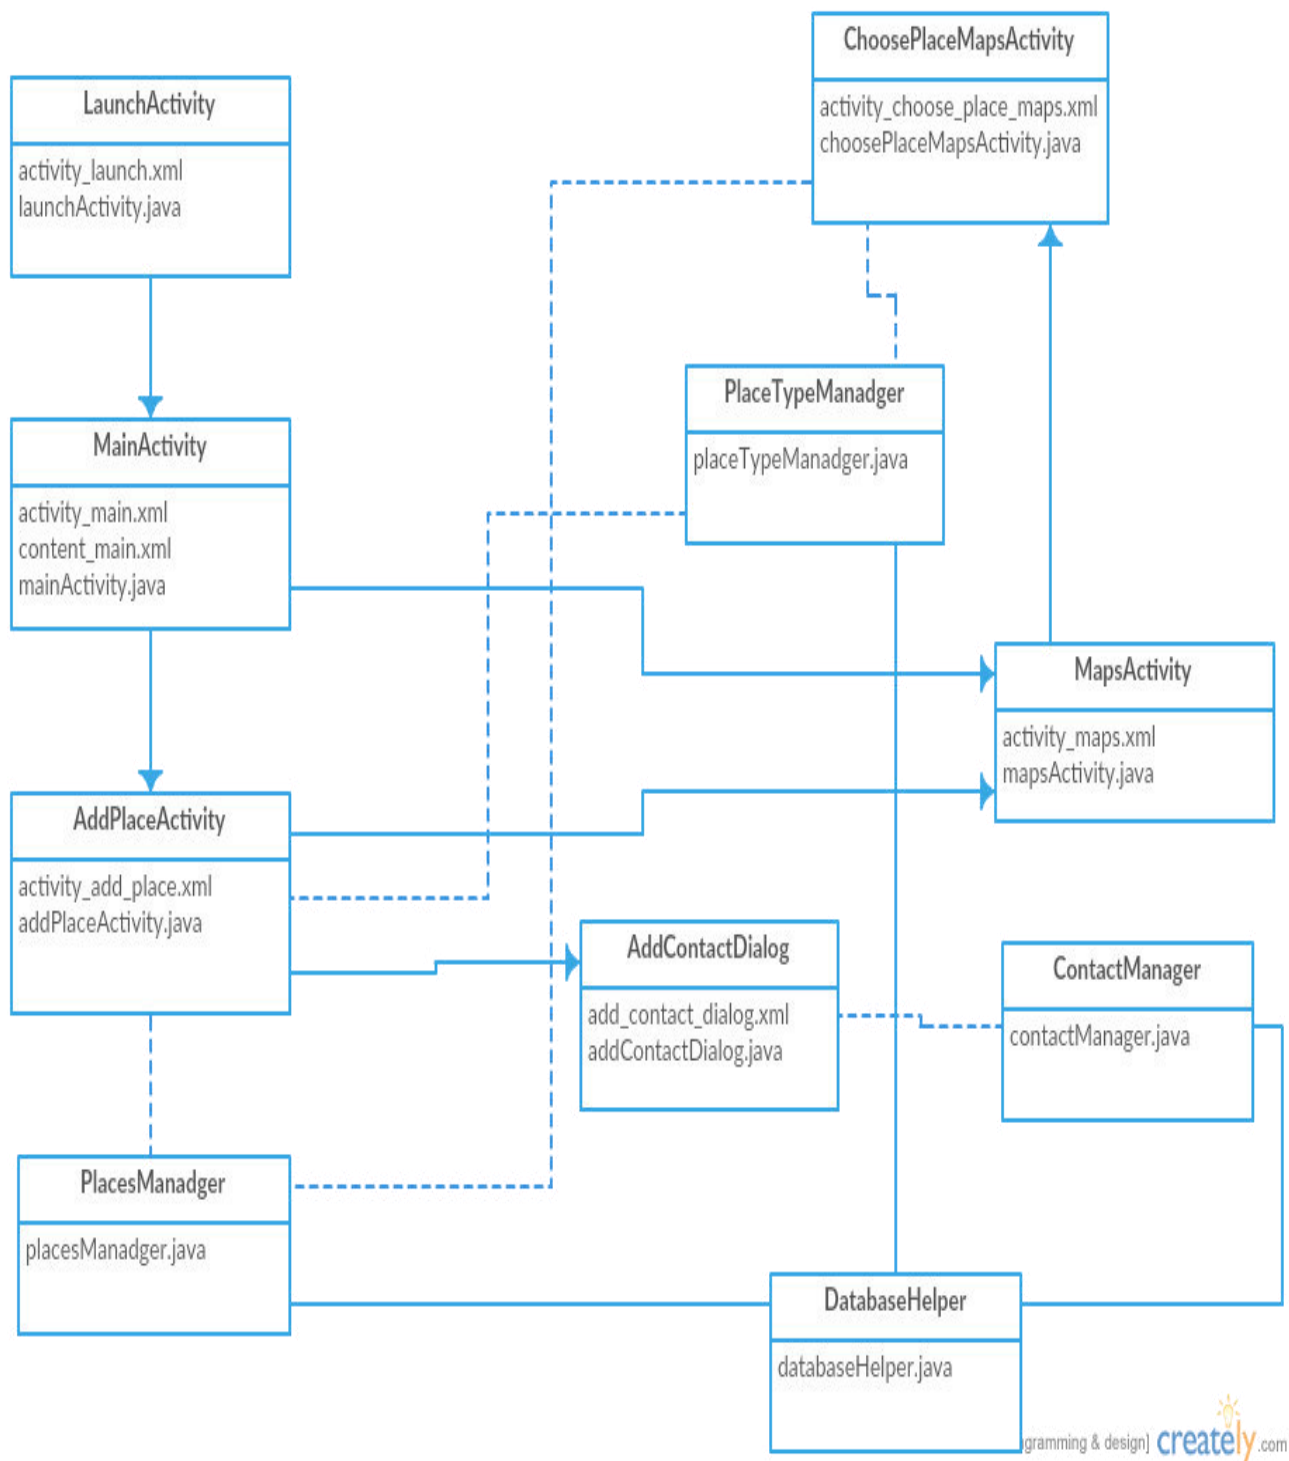 ChoosePlaceMapsActivity
activity_choose_place_maps.xml
choosePlaceMapsActivity.java
LaunchActivity
activity_launch.xml
launchActivity.java
PlaceTypeManadger
placeTypeManadger.java
MainActivity
activity_main.xml
content_main.xml
mainActivity.java
MapsActivity
activity_maps.xml
mapsActivity.java
AddPlaceActivity
activity_add_place.xml
addPlaceActivity.java
AddContactDialog
add_contact_dialog.xml
addContactDialog.java
ContactManager
contactManager.java
PlacesManadger
placesManadger.java
DatabaseHelper
databaseHelper.java
gramming & design] creately.com